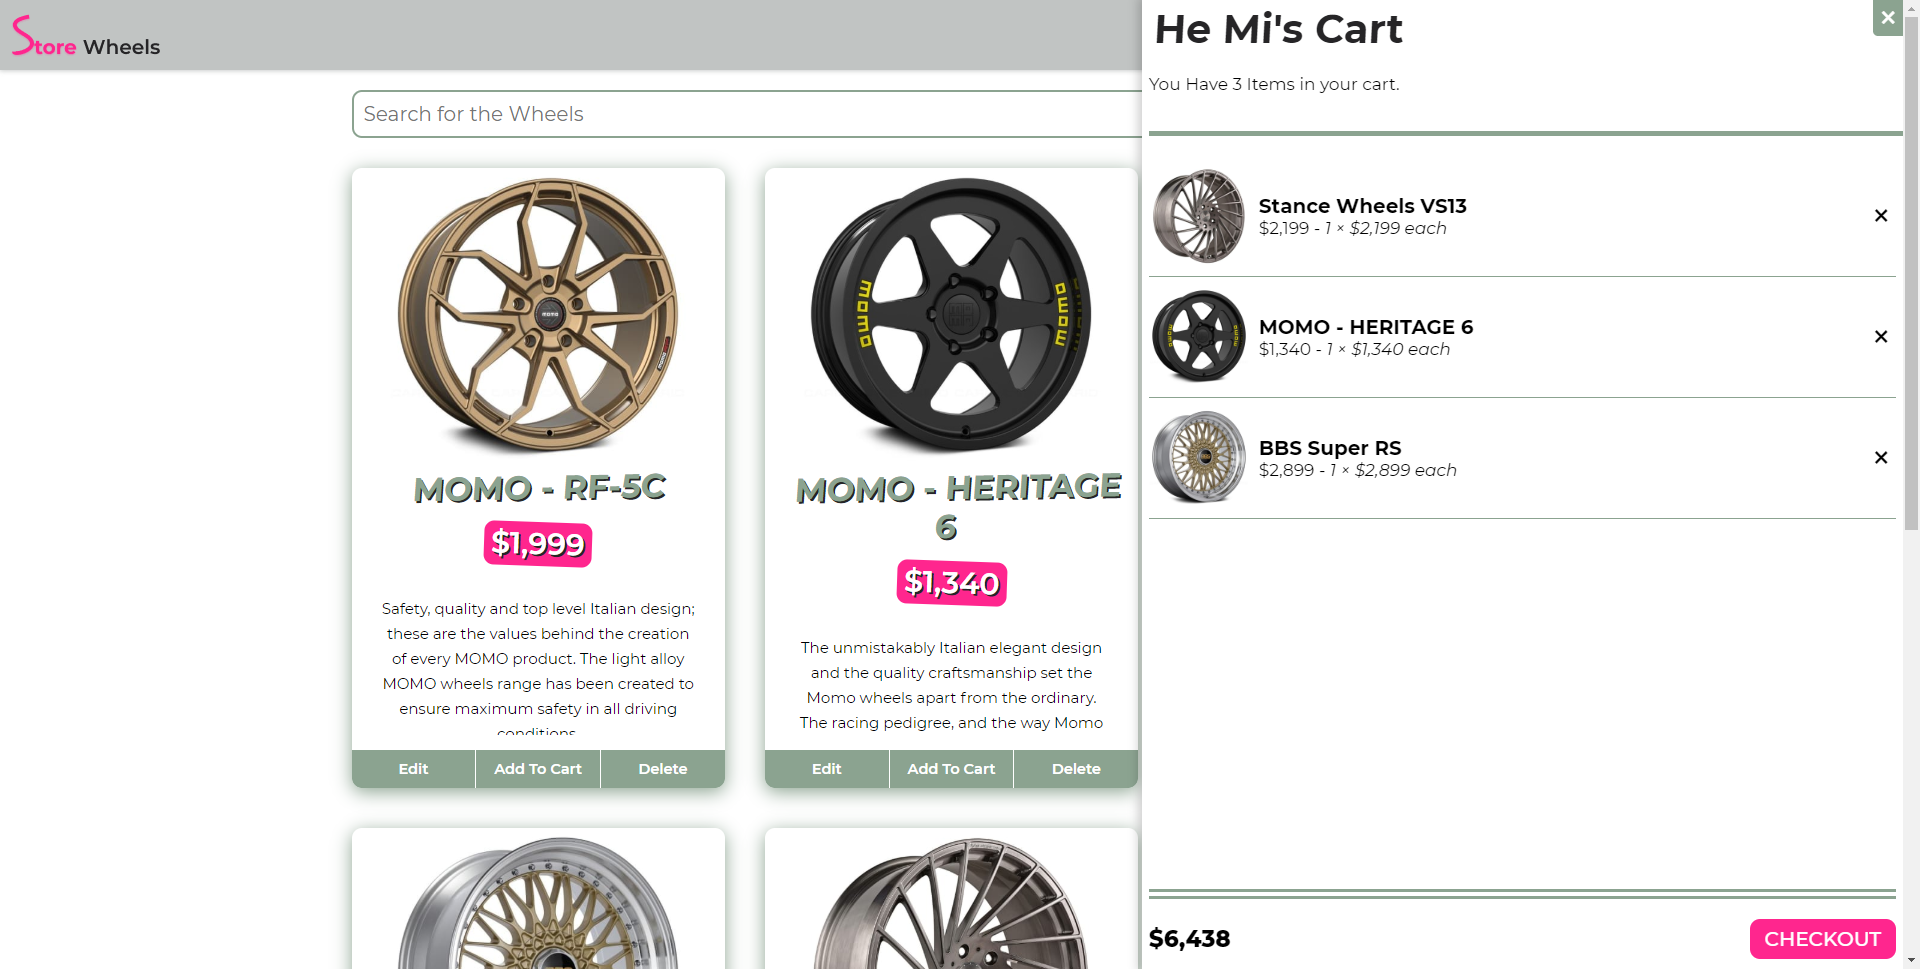 Store Wheels
Search for the Wheels
MOMO - RF-5C
$1,999
Safety, quality and top level Italian design;
these are the values behind the creation
of every MOMO product. The light alloy
MOMO wheels range has been created to
ensure maximum safety in all driving
conditions
Edit
Add To Cart
Delete
momo
momo
MOMO - HERITAGE
6
$1,340
The unmistakably Italian elegant design
and the quality craftsmanship set the
Momo wheels apart from the ordinary.
The racing pedigree, and the way Momo
Edit
Add To Cart
Delete
He Mi's Cart
×
You Have 3 Items in your cart.
Stance Wheels VS13
$2,199 - 1 × $2,199 each
×
MOMO - HERITAGE 6
$1,340 - 1 × $1,340 each
×
BBS Super RS
$2,899 - 1 × $2,899 each
×
$6,438
CHECKOUT